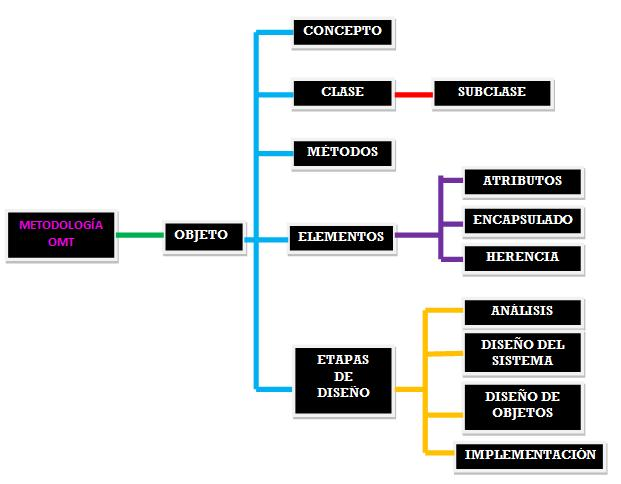 CONCEPTO
CLASE
SUBCLASE
MÉTODOS
METODOLOGÍA
OMT
OBJETO
ELEMENTOS
ATRIBUTOS
ENCAPSULADO
HERENCIA
ETAPAS
DE
DISEÑO
ANÁLISIS
DISEÑO DEL
SISTEMA
DISEÑO DE
OBJETOS
IMPLEMENTACIÓN